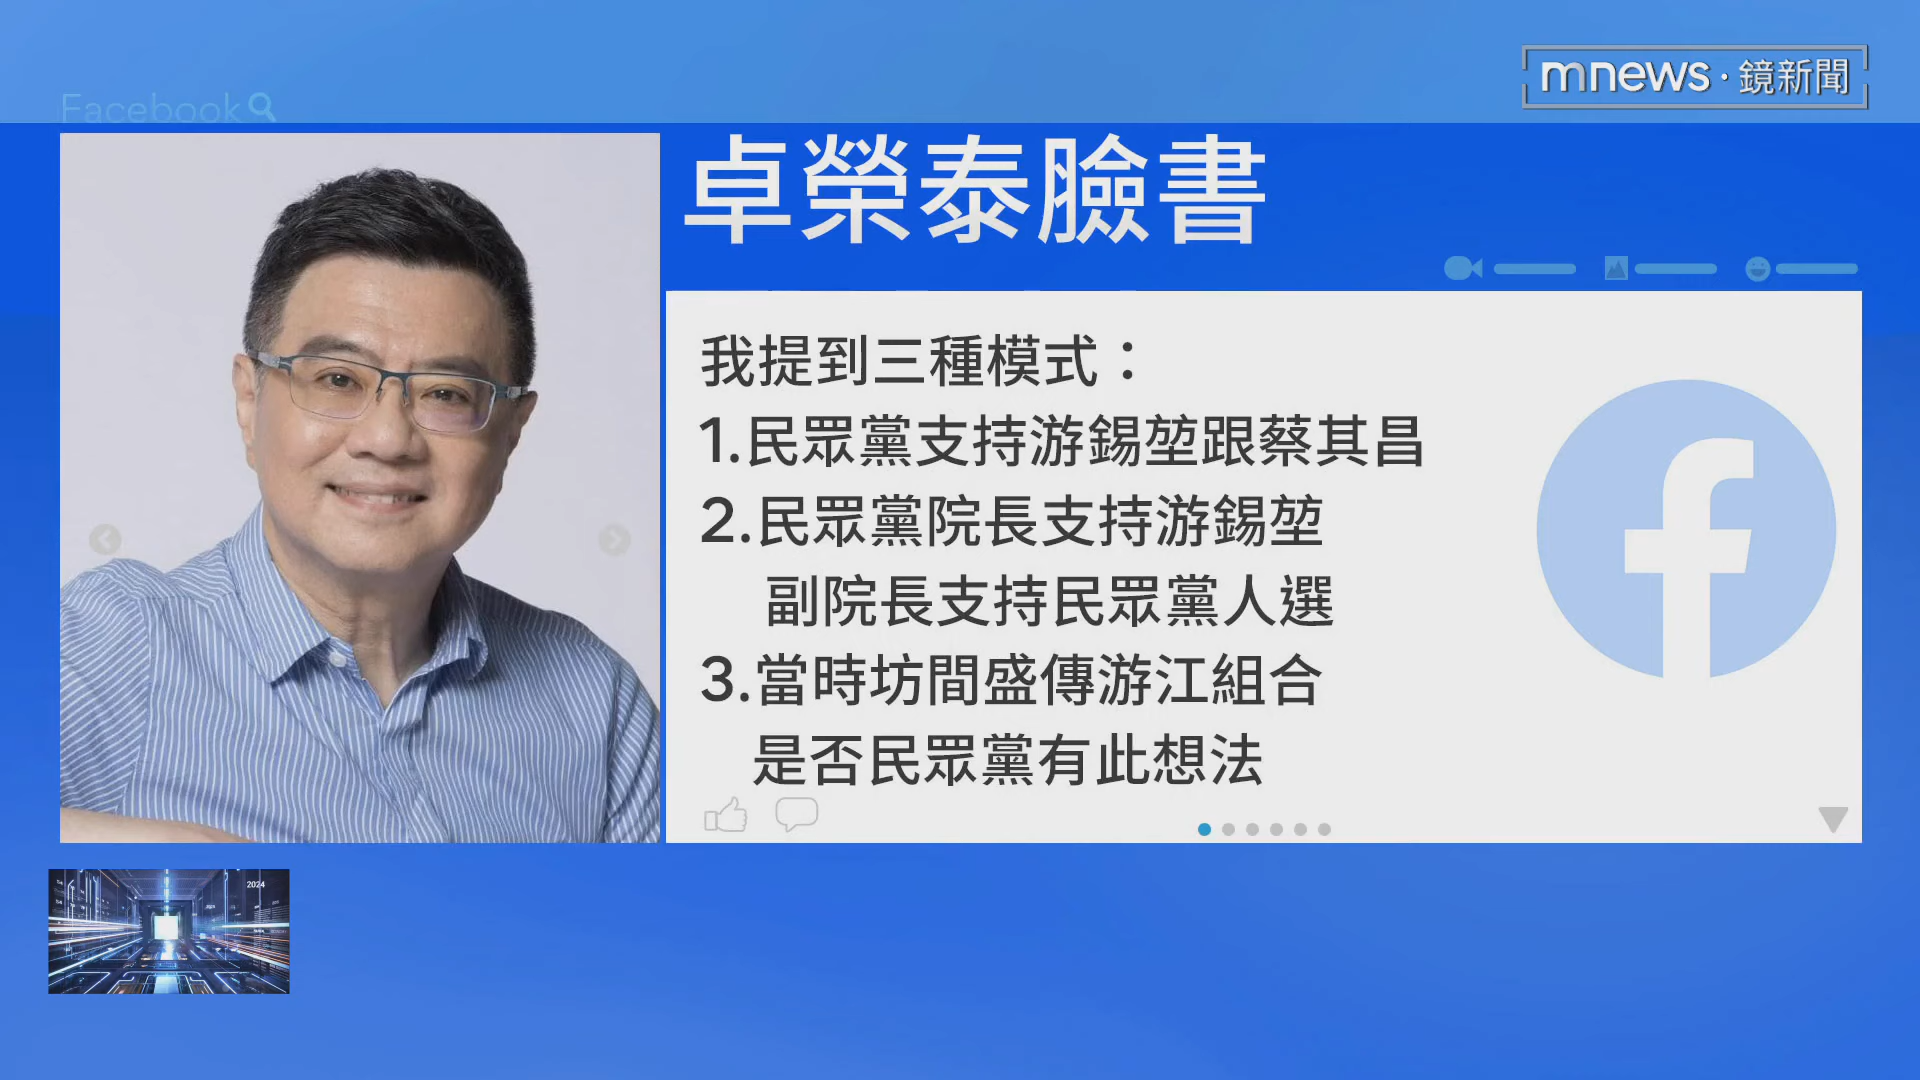 mnews·鏡新聞
Facebook
卓榮泰臉書
我提到三種模式：
1.民眾黨支持游錫堃跟蔡其昌
2.民眾黨院長支持游錫堃
副院長支持民眾黨人選
3.當時坊間盛傳游江組合
是否民眾黨有此想法
2024